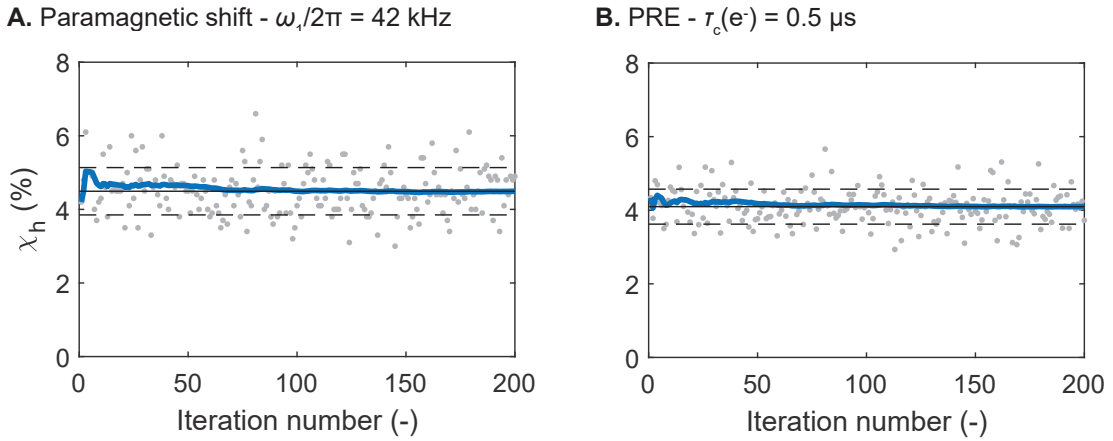 A. Paramagnetic shift - ω₁/2π = 42 kHz
8
6
4
2
0
χh (%)
0 50 100 150 200
Iteration number (-)
B. PRE - τc(e⁻) = 0.5 μs
8
6
4
2
0
0 50 100 150 200
Iteration number (-)